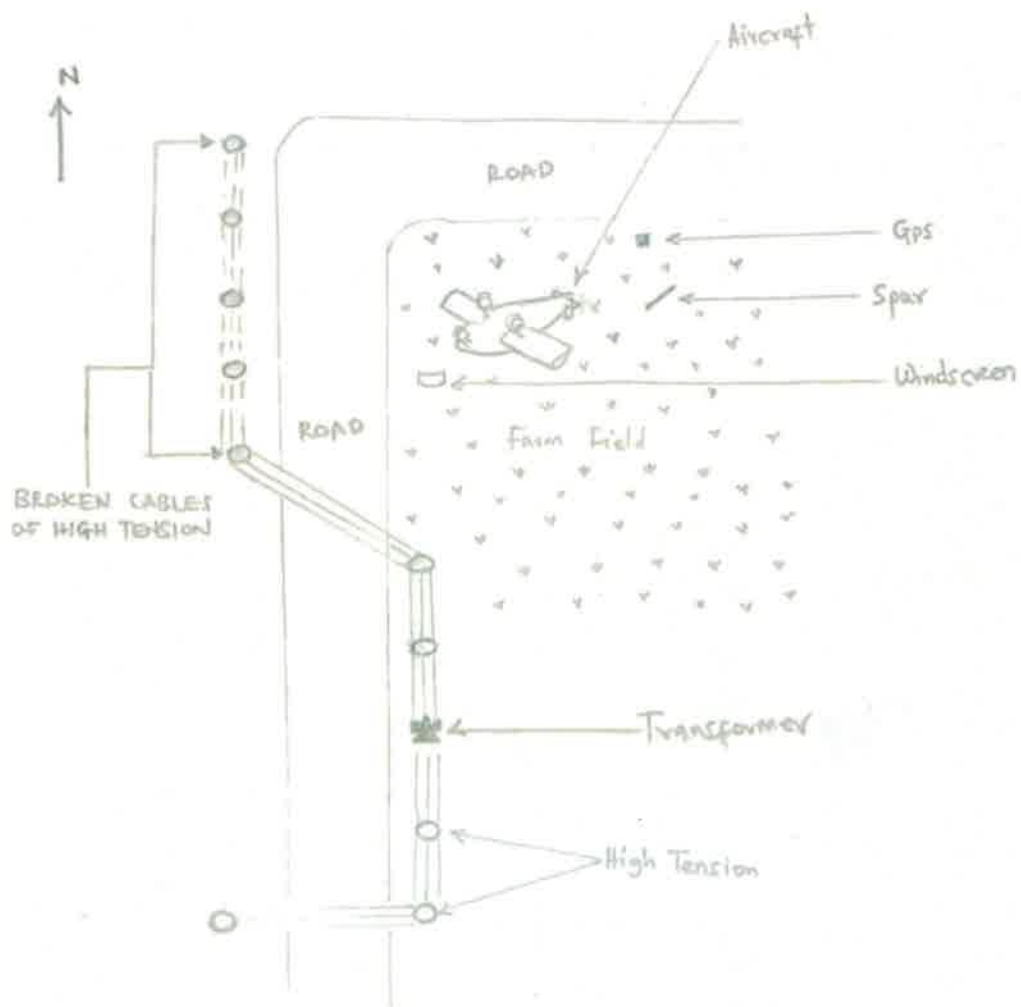 Aircraft
N
ROAD
Gps
Spar
Windscreen
ROAD
Farm Field
BROKEN CABLES
OF HIGH TENSION
Transformer
High Tension